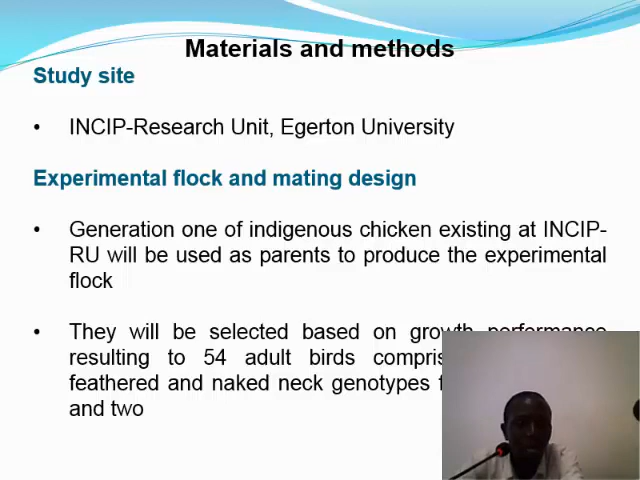 Materials and methods
Study site
• INCIP-Research Unit, Egerton University
Experimental flock and mating design
• Generation one of indigenous chicken existing at INCIP-
RU will be used as parents to produce the experimental
flock
• They will be selected based on growth performance
resulting to 54 adult birds
feathered and naked neck genotypes
and two